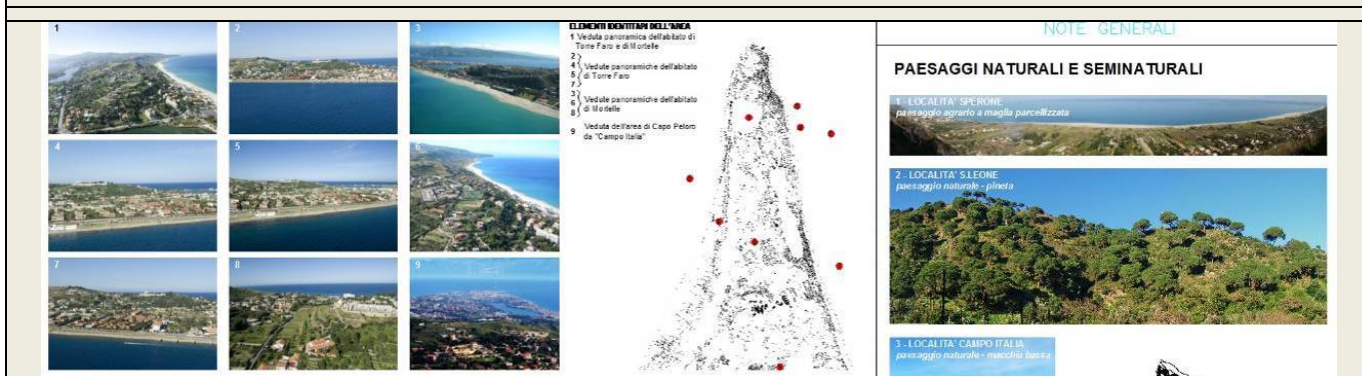 1
2
3
4
5
6
7
8
9
ELEMENTI IDENTITARI DELL'AREA
1 Veduta panoramica dell'abitato di
Torre Faro e di Mortelle
2
4 Vedute panoramiche dell'abitato
5 di Torre Faro
7
3
6 Vedute panoramiche dell'abitato
8 di Mortelle
9 Veduta dell'area di Capo Peloro
da "Campo Italia"
NOTE GENERALI
PAESAGGI NATURALI E SEMINATURALI
1 - LOCALITA' SPERONE
paesaggio agrario a maglia parcellizzata
2 - LOCALITA' S.LEONE
paesaggio naturale - pineta
3 - LOCALITA' CAMPO ITALIA
paesaggio naturale - macchia bassa